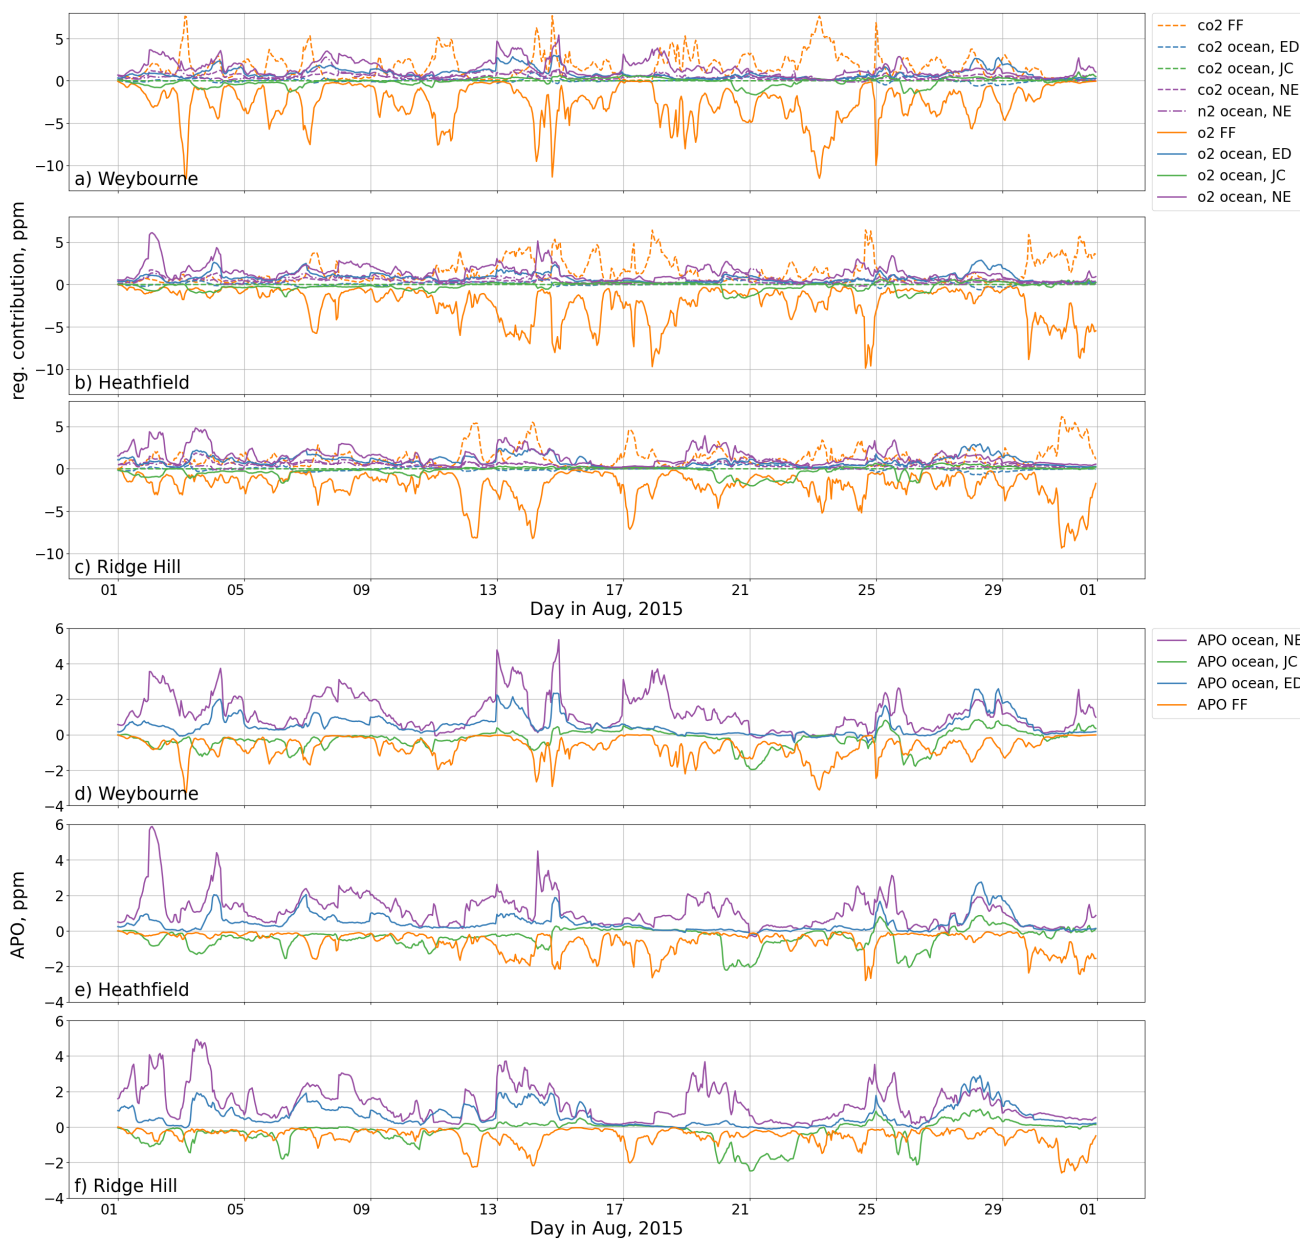 5
0
−5
−10
a) Weybourne
co2 FF
co2 ocean, ED
co2 ocean, JC
co2 ocean, NE
n2 ocean, NE
o2 FF
o2 ocean, ED
o2 ocean, JC
o2 ocean, NE
reg. contribution, ppm
5
0
−5
−10
b) Heathfield
5
0
−5
−10
c) Ridge Hill
01 05 09 13 17 21 25 29 01
Day in Aug, 2015
6
4
2
0
−2
−4
d) Weybourne
APO ocean, NE
APO ocean, JC
APO ocean, ED
APO FF
APO, ppm
6
4
2
0
−2
−4
e) Heathfield
6
4
2
0
−2
−4
f) Ridge Hill
01 05 09 13 17 21 25 29 01
Day in Aug, 2015